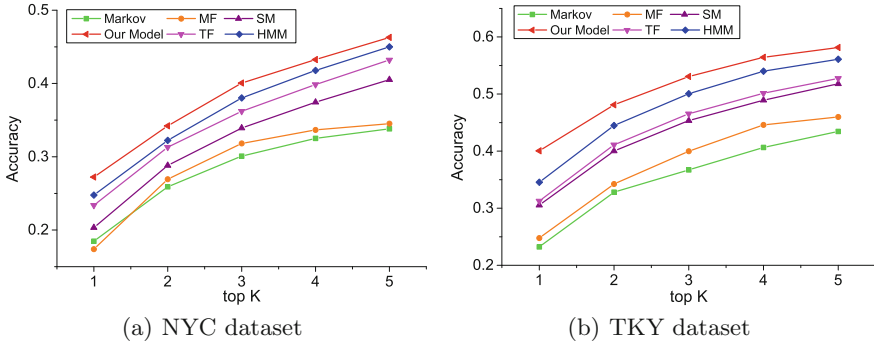 Markov MF SM
Our Model TF HMM
Accuracy
0.5
0.4
0.3
0.2
1 2 3 4 5
top K
(a) NYC dataset
Markov MF SM
Our Model TF HMM
Accuracy
0.6
0.5
0.4
0.3
0.2
1 2 3 4 5
top K
(b) TKY dataset